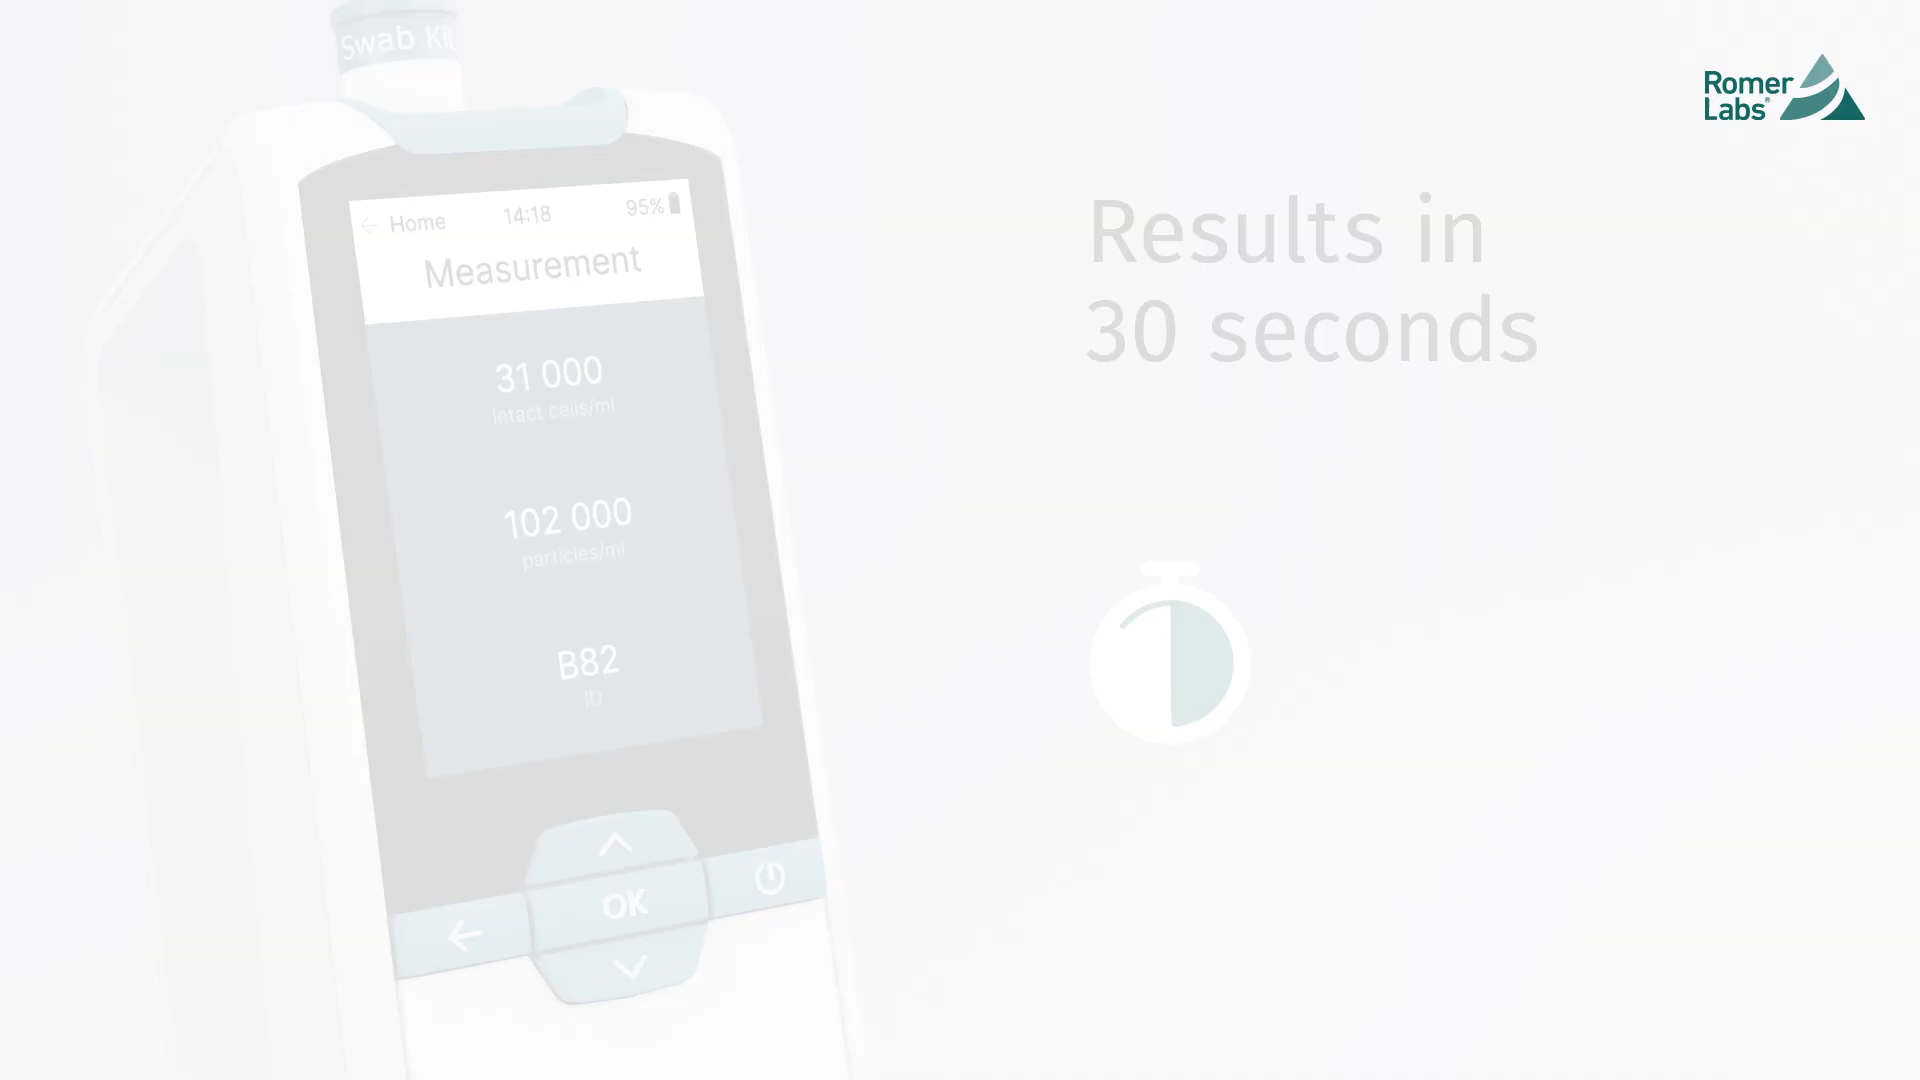 Swab Kit
Romer
Labs®
Results in
30 seconds
Home 14:18 95%
Measurement
31 000
intact cells/ml
102 000
particles/ml
B82
ID
OK